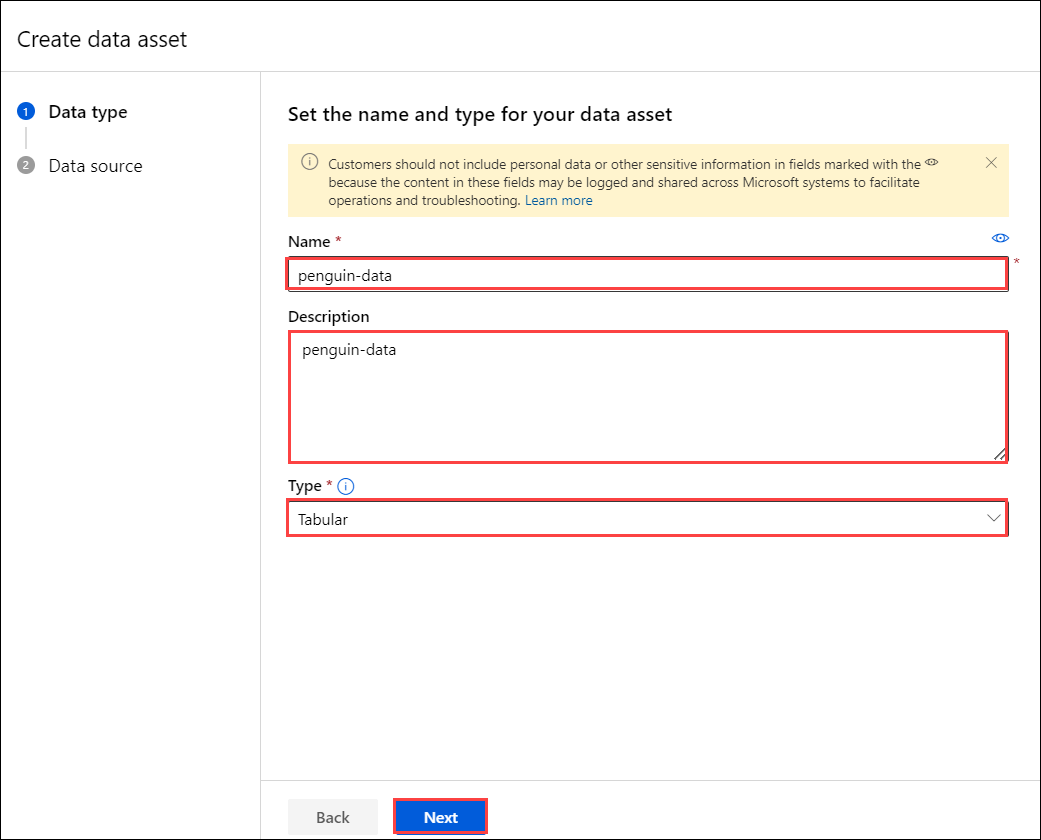 Create data asset
1 Data type
2 Data source
Set the name and type for your data asset
Customers should not include personal data or other sensitive information in fields marked with the
because the content in these fields may be logged and shared across Microsoft systems to facilitate
operations and troubleshooting. Learn more
Name *
penguin-data *
Description
penguin-data
Type * i
Tabular
Back Next